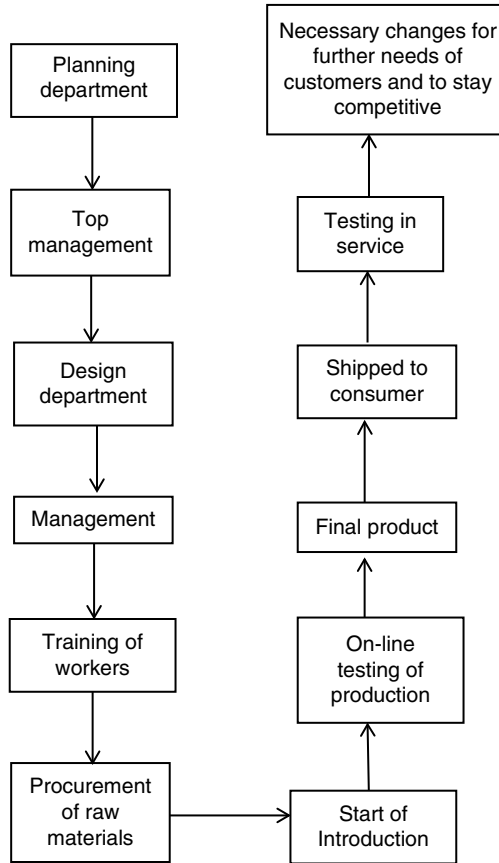 Planning
department
Top
management
Design
department
Management
Training of
workers
Procurement
of raw
materials
Start of
Introduction
On-line
testing of
production
Final product
Shipped to
consumer
Testing in
service
Necessary changes for
further needs of
customers and to stay
competitive